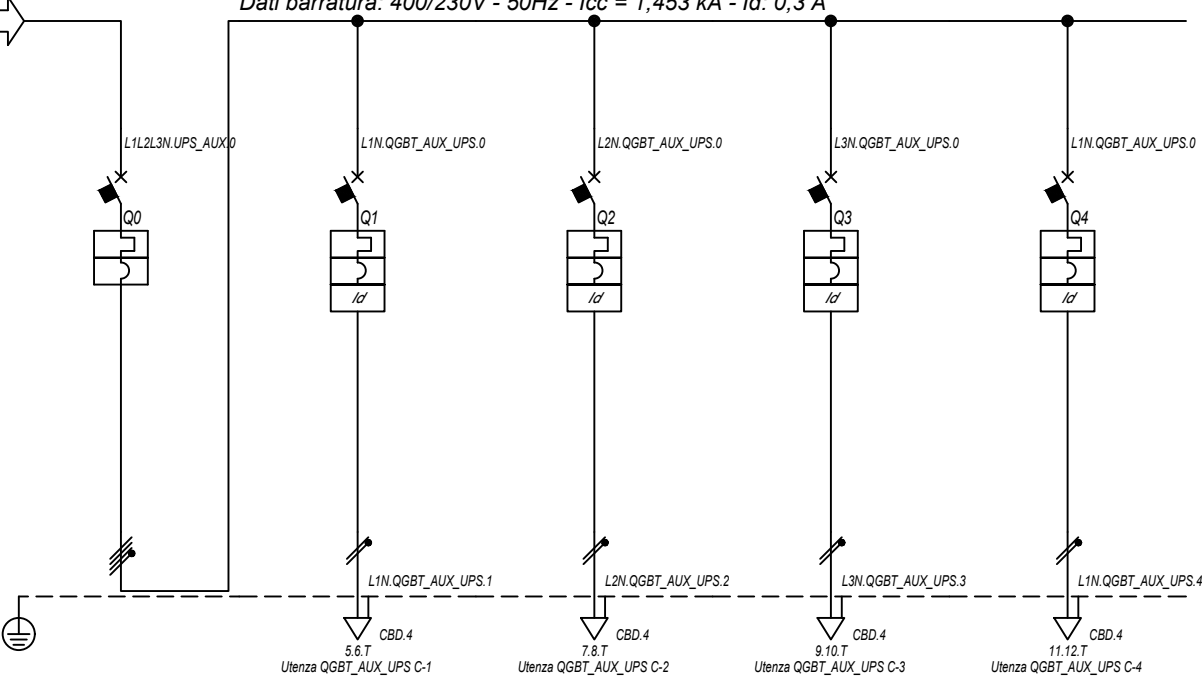 Dati barratura: 400/230V - 50Hz - Icc = 1,453 kA - Id: 0,3 A
L1L2L3N.UPS_AUX.0
L1N.QGBT_AUX_UPS.0
L2N.QGBT_AUX_UPS.0
L3N.QGBT_AUX_UPS.0
L1N.QGBT_AUX_UPS.0
Q0
Q1
Q2
Q3
Q4
Id
Id
Id
Id
L1N.QGBT_AUX_UPS.1
L2N.QGBT_AUX_UPS.2
L3N.QGBT_AUX_UPS.3
L1N.QGBT_AUX_UPS.4
CBD.4
CBD.4
CBD.4
CBD.4
5.6.T
7.8.T
9.10.T
11.12.T
Utenza QGBT_AUX_UPS C-1
Utenza QGBT_AUX_UPS C-2
Utenza QGBT_AUX_UPS C-3
Utenza QGBT_AUX_UPS C-4